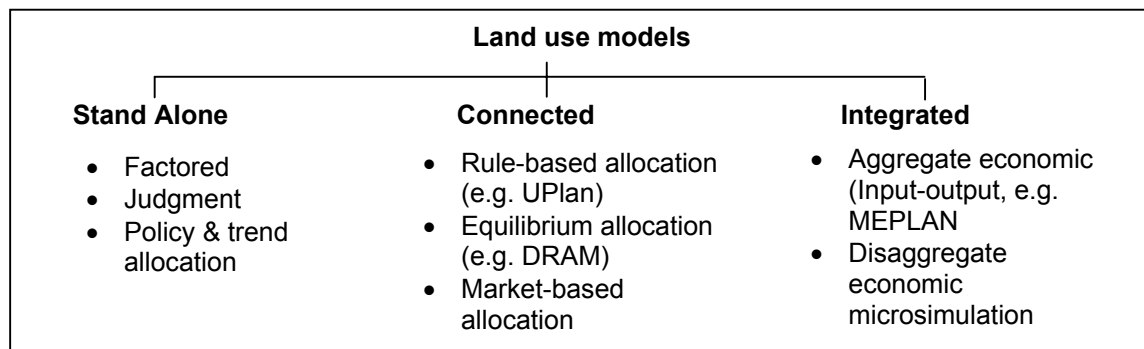 Land use models
Stand Alone
• Factored
• Judgment
• Policy & trend
allocation
Connected
• Rule-based allocation
(e.g. UPlan)
• Equilibrium allocation
(e.g. DRAM)
• Market-based
allocation
Integrated
• Aggregate economic
(Input-output, e.g.
MEPLAN
• Disaggregate
economic
microsimulation